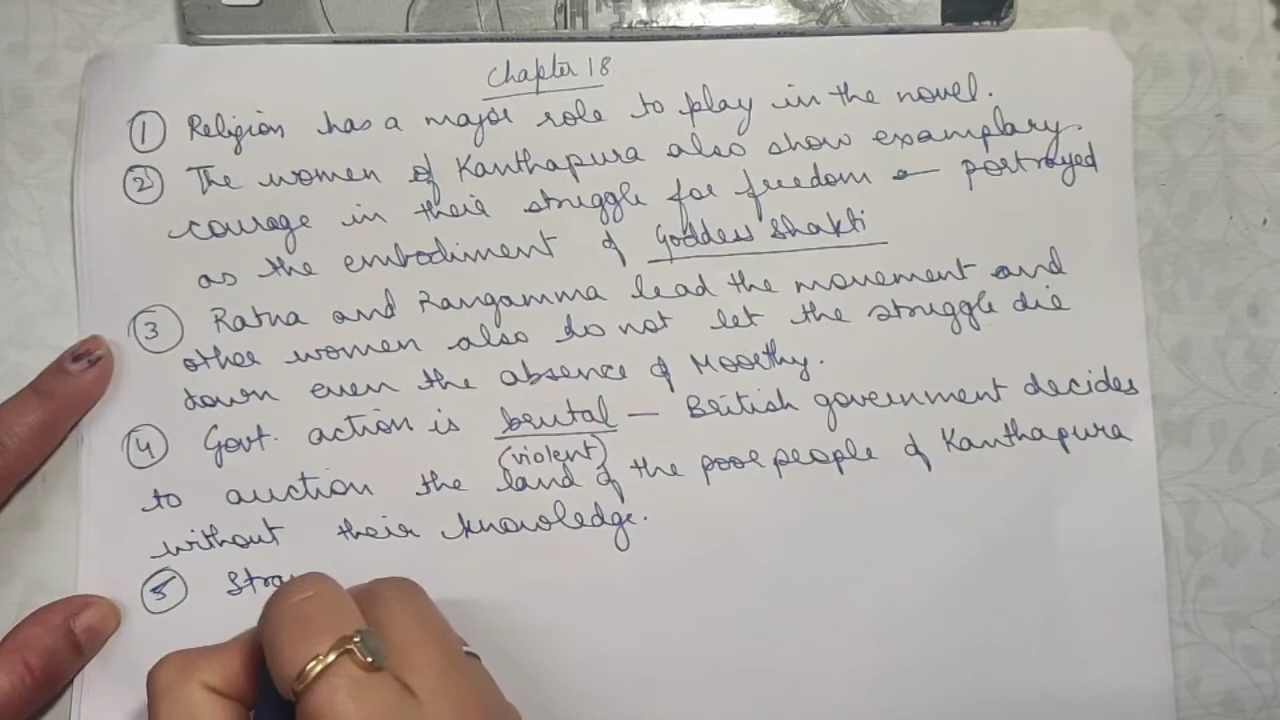 Chapter 18
① Religion has a major role to play in the novel.
② The women of Kanthapura also show examplary
courage in their struggle for freedom — portrayed
as the embodiment of Goddess Shakti
③ Ratna and Rangamma lead the movement and
other women also do not let the struggle die
down even the absence of Moorthy.
④ Govt. action is brutal — British government decides
(violent)
to auction the land of the poor people of Kanthapura
without their knowledge.
⑤ Stra